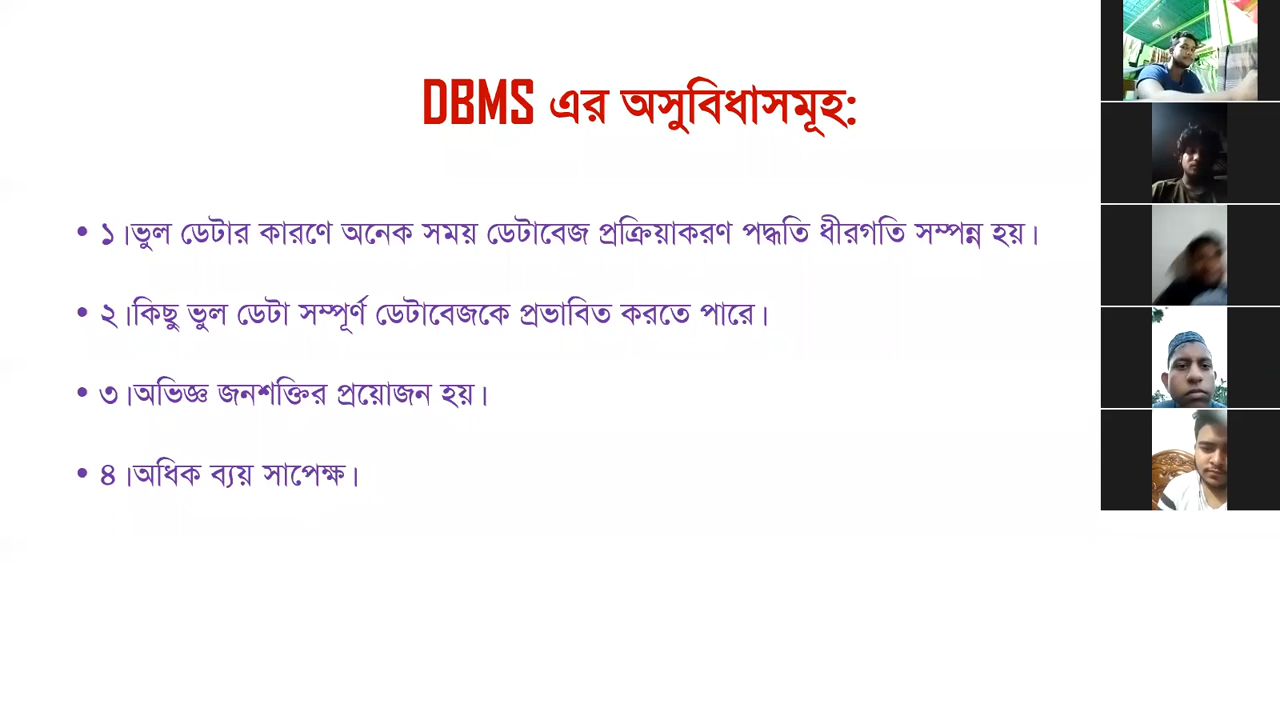 DBMS এর অসুবিধাসমূহ:
• ১।ভুল ডেটার কারণে অনেক সময় ডেটাবেজ প্রক্রিয়াকরণ পদ্ধতি ধীরগতি সম্পন্ন হয়।
• ২।কিছু ভুল ডেটা সম্পূর্ণ ডেটাবেজকে প্রভাবিত করতে পারে।
• ৩।অভিজ্ঞ জনশক্তির প্রয়োজন হয়।
• ৪।অধিক ব্যয় সাপেক্ষ।